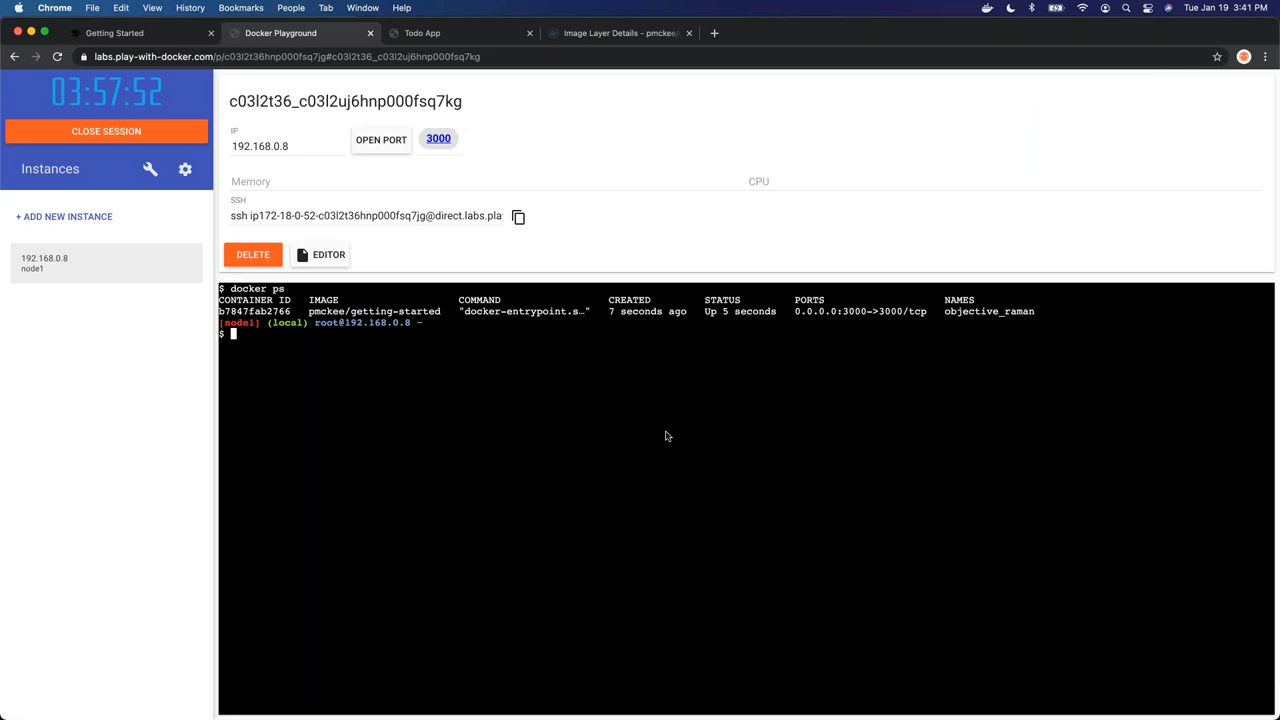 Chrome File Edit View History Bookmarks People Tab Window Help Tue Jan 19 3:41 PM
Getting Started Docker Playground Todo App Image Layer Details - pmckee/
labs.play-with-docker.com/p/c03l2t36hnp000fsq7jg#c03l2t36_c03l2uj6hnp000fsq7kg
03:57:52
CLOSE SESSION
Instances
+ ADD NEW INSTANCE
192.168.0.8
node1
c03l2t36_c03l2uj6hnp000fsq7kg
IP
192.168.0.8
OPEN PORT
3000
Memory
CPU
SSH
ssh ip172-18-0-52-c03l2t36hnp000fsq7jg@direct.labs.pla
DELETE
EDITOR
$ docker ps
CONTAINER ID IMAGE COMMAND CREATED STATUS PORTS NAMES
b7847fab2766 pmckee/getting-started "docker-entrypoint.s…" 7 seconds ago Up 5 seconds 0.0.0.0:3000->3000/tcp objective_raman
[node1] (local) root@192.168.0.8 ~
$